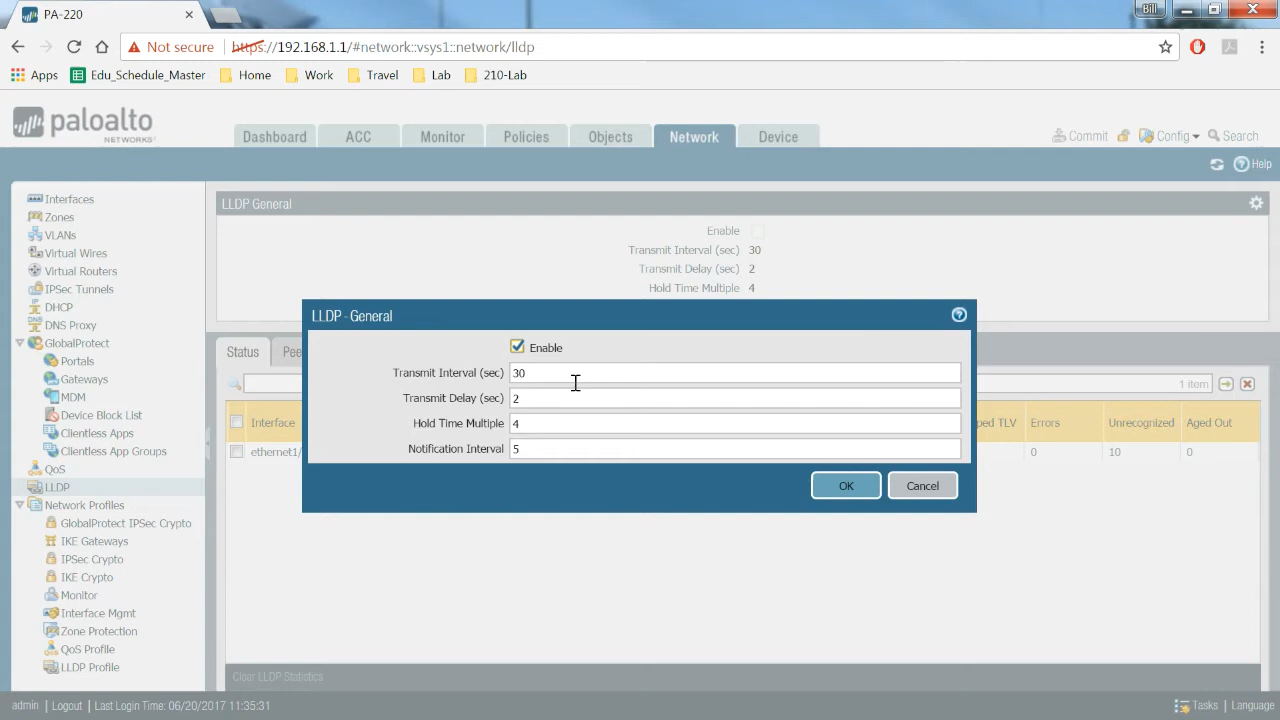 PA-220
Bill
Not secure
https://192.168.1.1/#network::vsys1::network/lldp
Apps Edu_Schedule_Master Home Work Travel Lab 210-Lab
paloalto
NETWORKS
Dashboard ACC Monitor Policies Objects Network Device
Commit Config Search
Help
Interfaces
Zones
VLANs
Virtual Wires
Virtual Routers
IPSec Tunnels
DHCP
DNS Proxy
GlobalProtect
Portals
Gateways
MDM
Device Block List
Clientless Apps
Clientless App Groups
QoS
LLDP
Network Profiles
GlobalProtect IPSec Crypto
IKE Gateways
IPSec Crypto
IKE Crypto
Monitor
Interface Mgmt
Zone Protection
QoS Profile
LLDP Profile
LLDP General
Enable
Transmit Interval (sec) 30
Transmit Delay (sec) 2
Hold Time Multiple 4
LLDP - General
Enable
Transmit Interval (sec) 30
Transmit Delay (sec) 2
Hold Time Multiple 4
Notification Interval 5
OK Cancel
Status Pee
1 item
Interface ped TLV Errors Unrecognized Aged Out
ethernet1/ 0 10 0
Clear LLDP Statistics
admin | Logout | Last Login Time: 06/20/2017 11:35:31
Tasks | Language